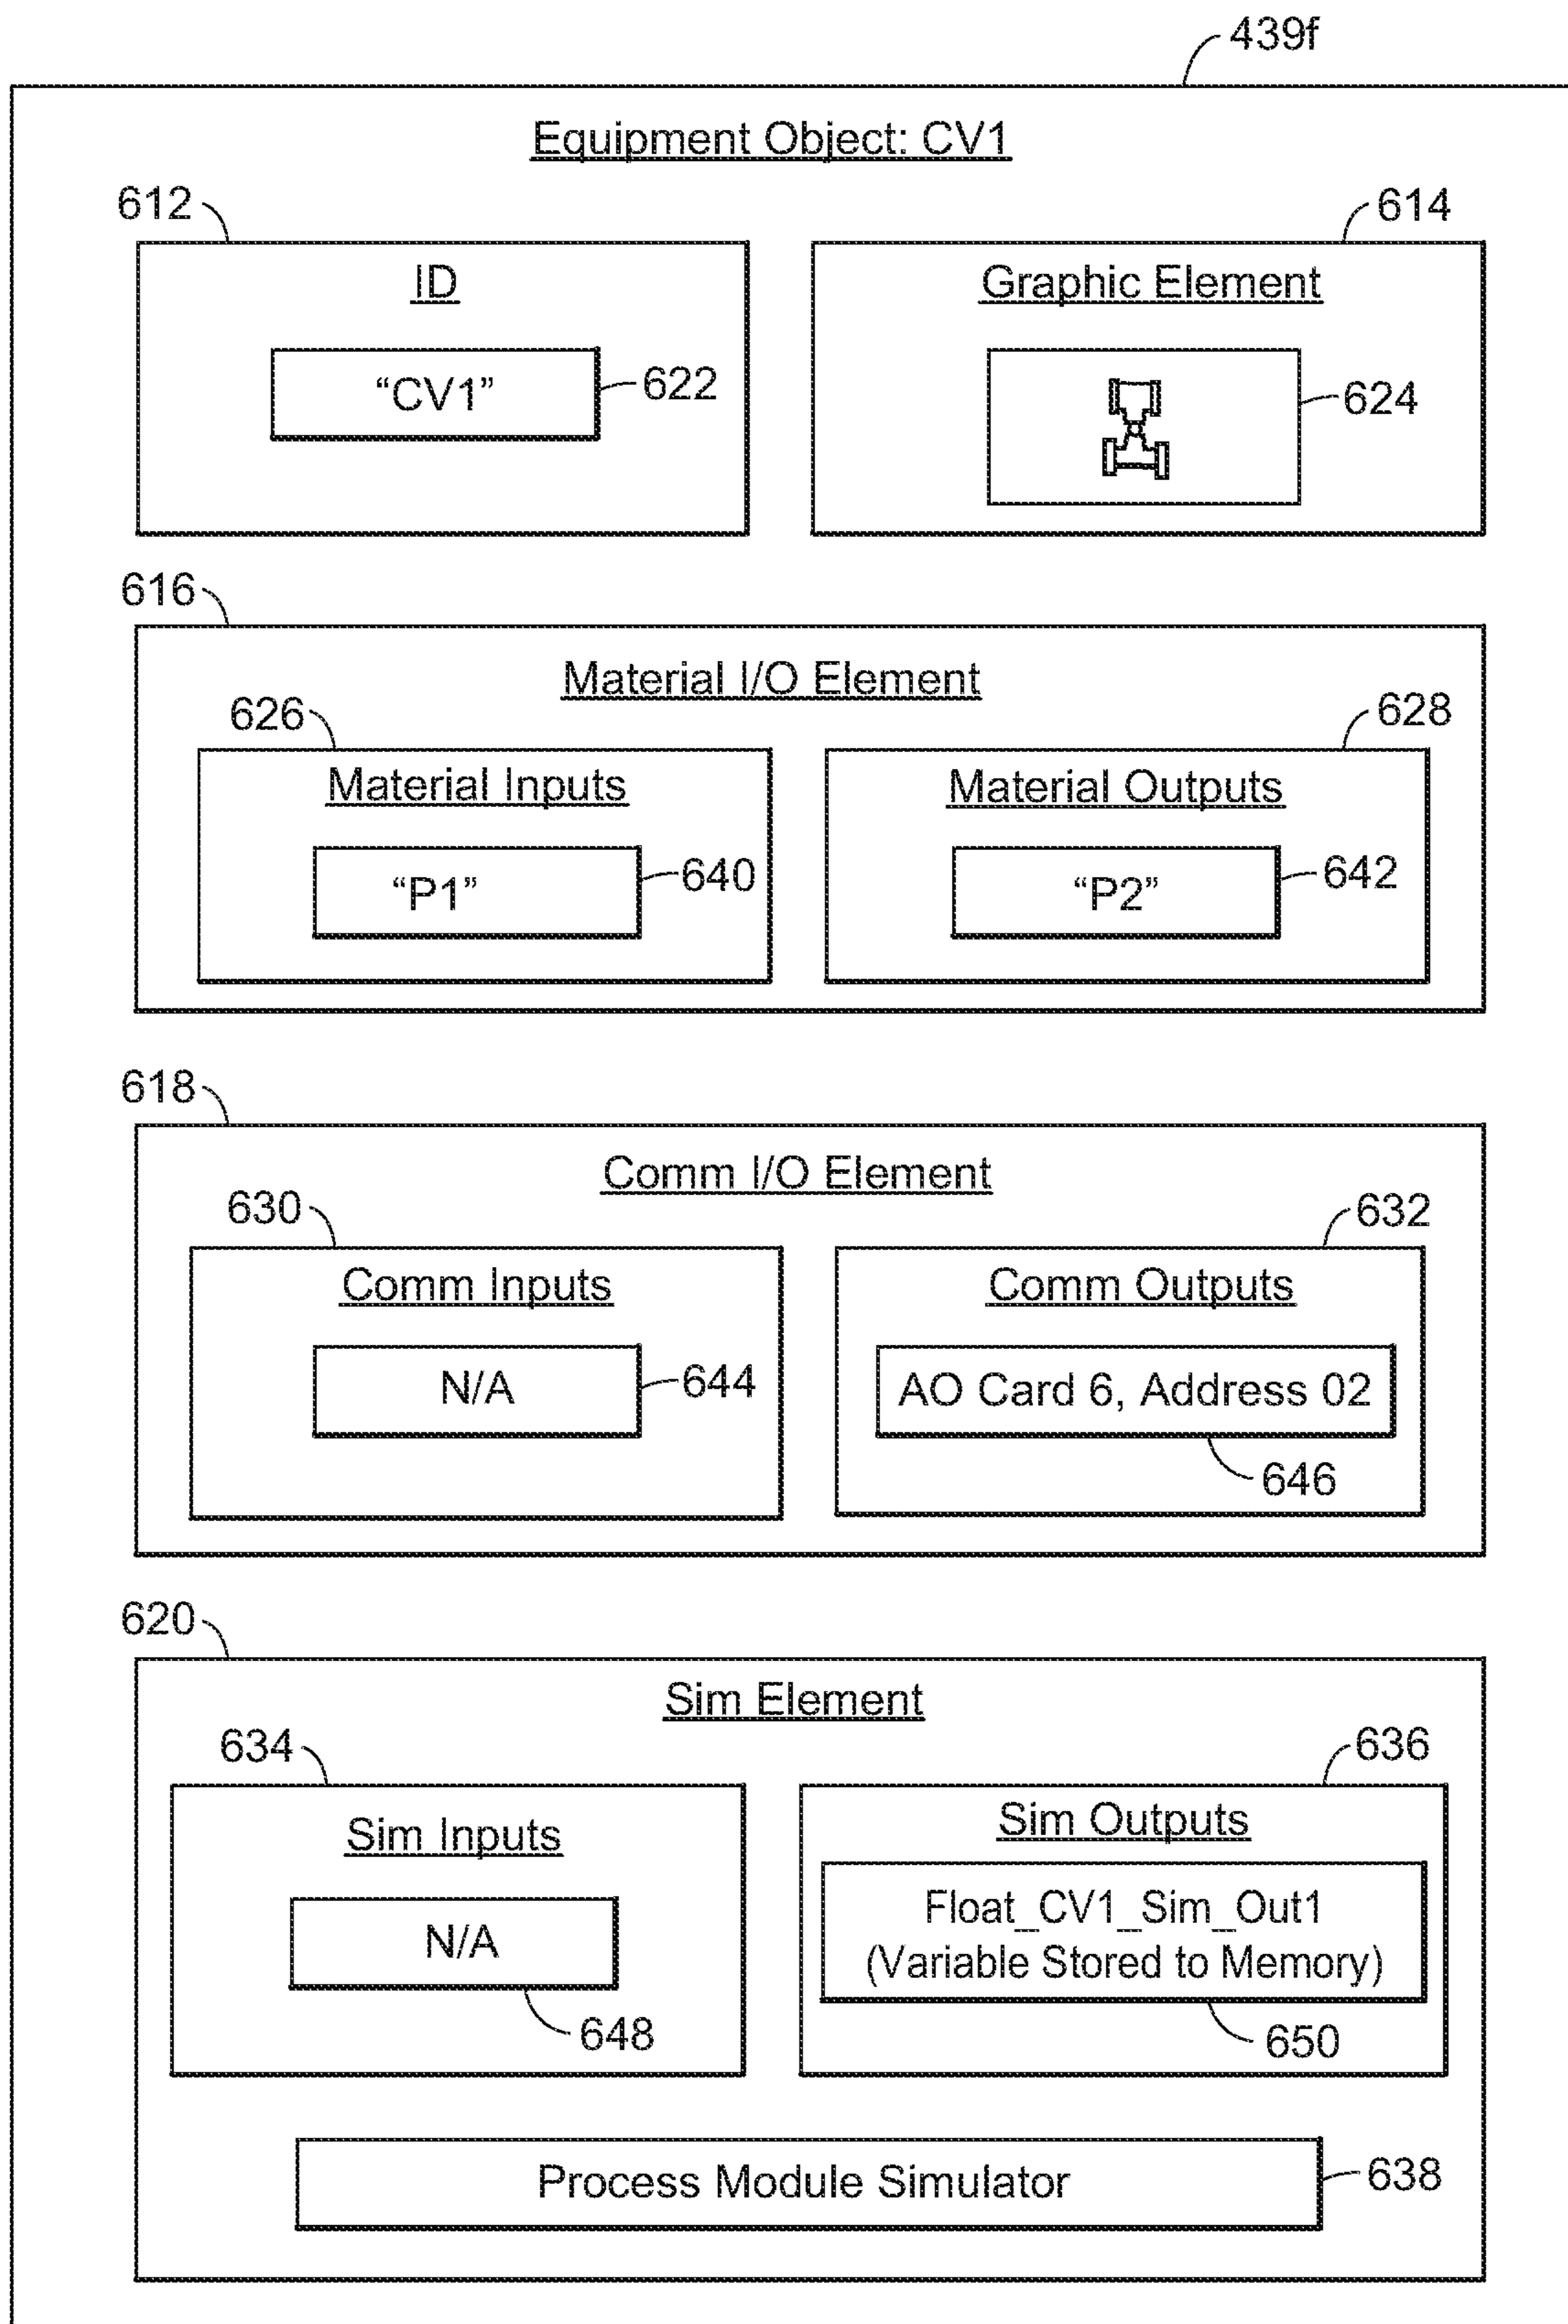 439f
Equipment Object: CV1
612
614
ID
Graphic Element
"CV1"
622
624
616
Material I/O Element
626
628
Material Inputs
Material Outputs
"P1"
640
"P2"
642
618
Comm I/O Element
630
632
Comm Inputs
Comm Outputs
N/A
644
AO Card 6, Address 02
646
620
Sim Element
634
636
Sim Inputs
Sim Outputs
N/A
648
Float_CV1_Sim_Out1
(Variable Stored to Memory)
650
Process Module Simulator
638